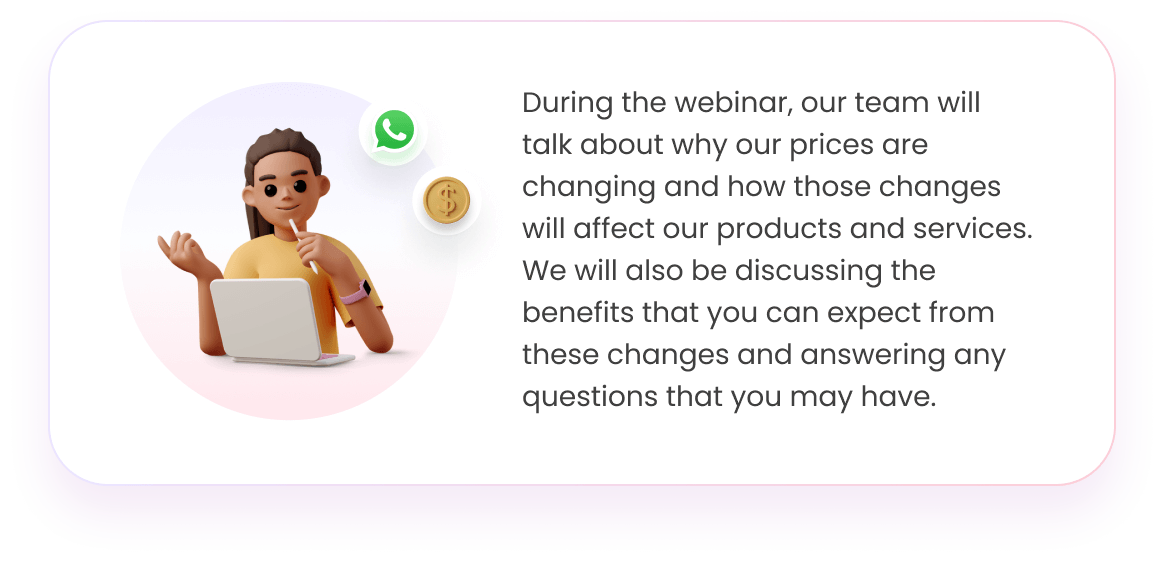 During the webinar, our team will
talk about why our prices are
changing and how those changes
will affect our products and services.
We will also be discussing the
benefits that you can expect from
these changes and answering any
questions that you may have.